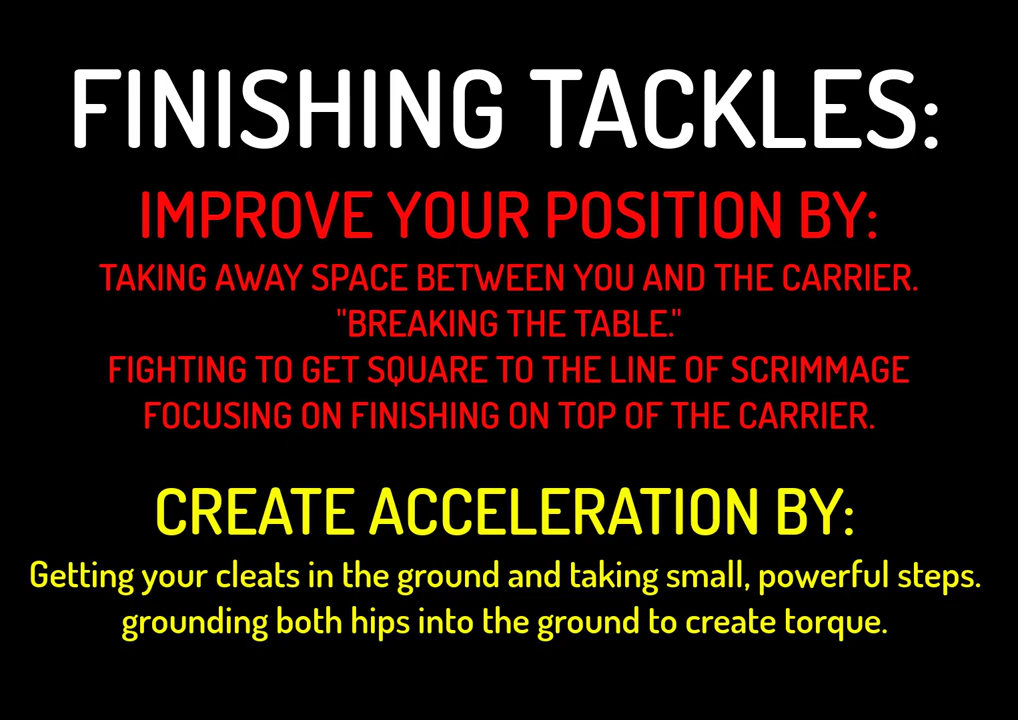 FINISHING TACKLES:
IMPROVE YOUR POSITION BY:
TAKING AWAY SPACE BETWEEN YOU AND THE CARRIER.
"BREAKING THE TABLE."
FIGHTING TO GET SQUARE TO THE LINE OF SCRIMMAGE
FOCUSING ON FINISHING ON TOP OF THE CARRIER.
CREATE ACCELERATION BY:
Getting your cleats in the ground and taking small, powerful steps.
grounding both hips into the ground to create torque.